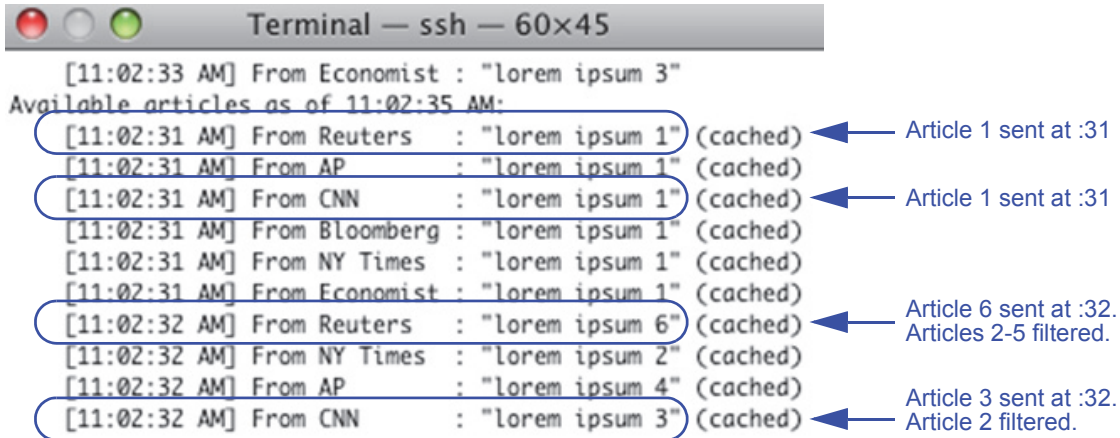 Terminal — ssh — 60×45
[11:02:33 AM] From Economist : "lorem ipsum 3"
Available articles as of 11:02:35 AM:
[11:02:31 AM] From Reuters : "lorem ipsum 1" (cached)
Article 1 sent at :31
[11:02:31 AM] From AP : "lorem ipsum 1" (cached)
[11:02:31 AM] From CNN : "lorem ipsum 1" (cached)
Article 1 sent at :31
[11:02:31 AM] From Bloomberg : "lorem ipsum 1" (cached)
[11:02:31 AM] From NY Times : "lorem ipsum 1" (cached)
[11:02:31 AM] From Economist : "lorem ipsum 1" (cached)
[11:02:32 AM] From Reuters : "lorem ipsum 6" (cached)
Article 6 sent at :32.
Articles 2-5 filtered.
[11:02:32 AM] From NY Times : "lorem ipsum 2" (cached)
[11:02:32 AM] From AP : "lorem ipsum 4" (cached)
[11:02:32 AM] From CNN : "lorem ipsum 3" (cached)
Article 3 sent at :32.
Article 2 filtered.